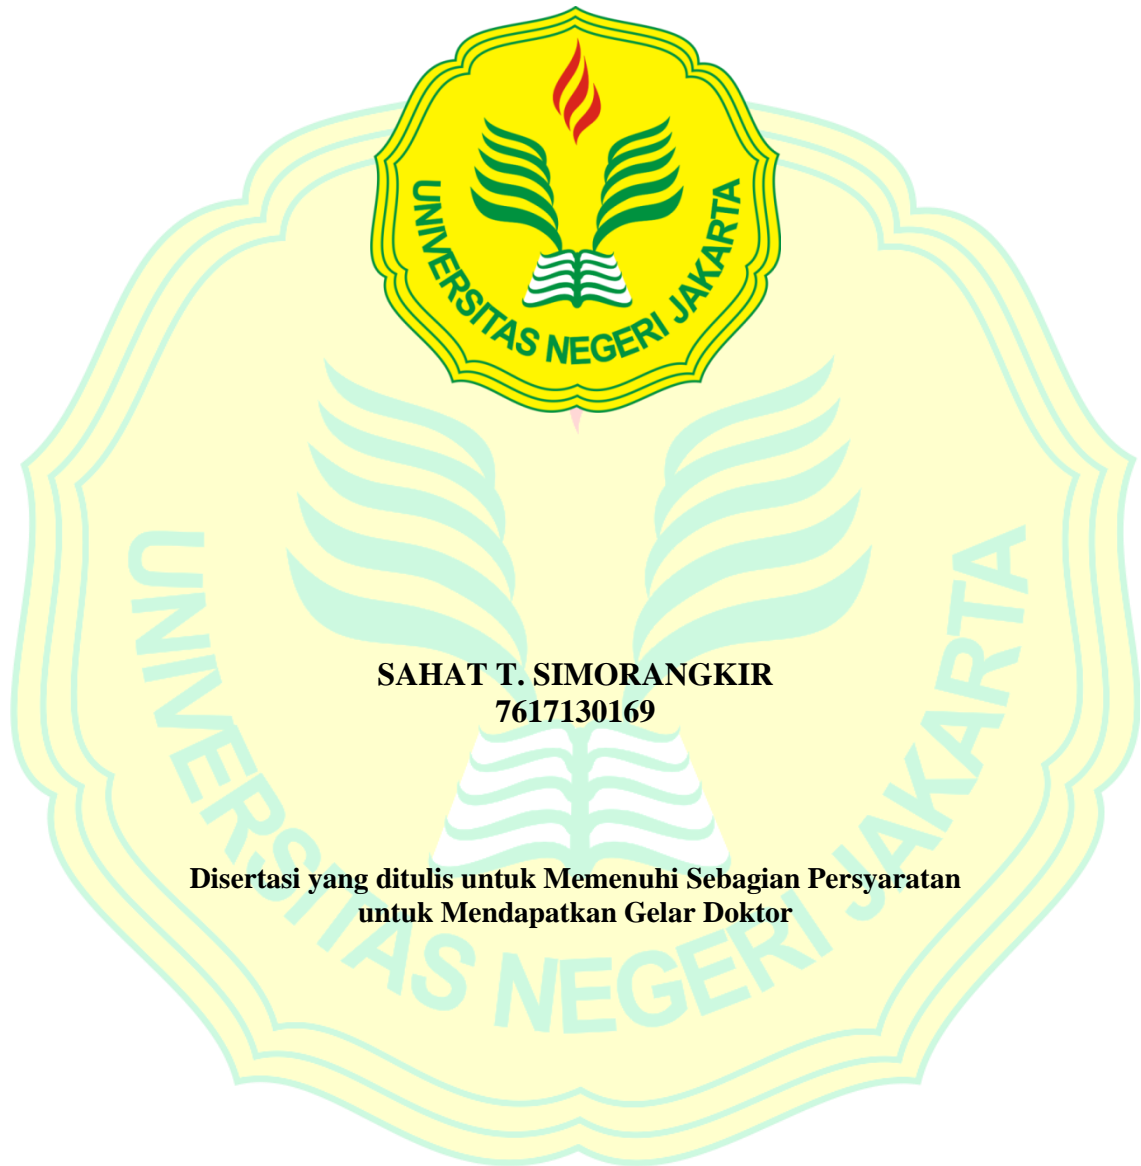 UNIVERSITAS NEGERI JAKARTA
SAHAT T. SIMORANGKIR
7617130169
Disertasi yang ditulis untuk Memenuhi Sebagian Persyaratan
untuk Mendapatkan Gelar Doktor
UNIVERSITAS NEGERI JAKARTA